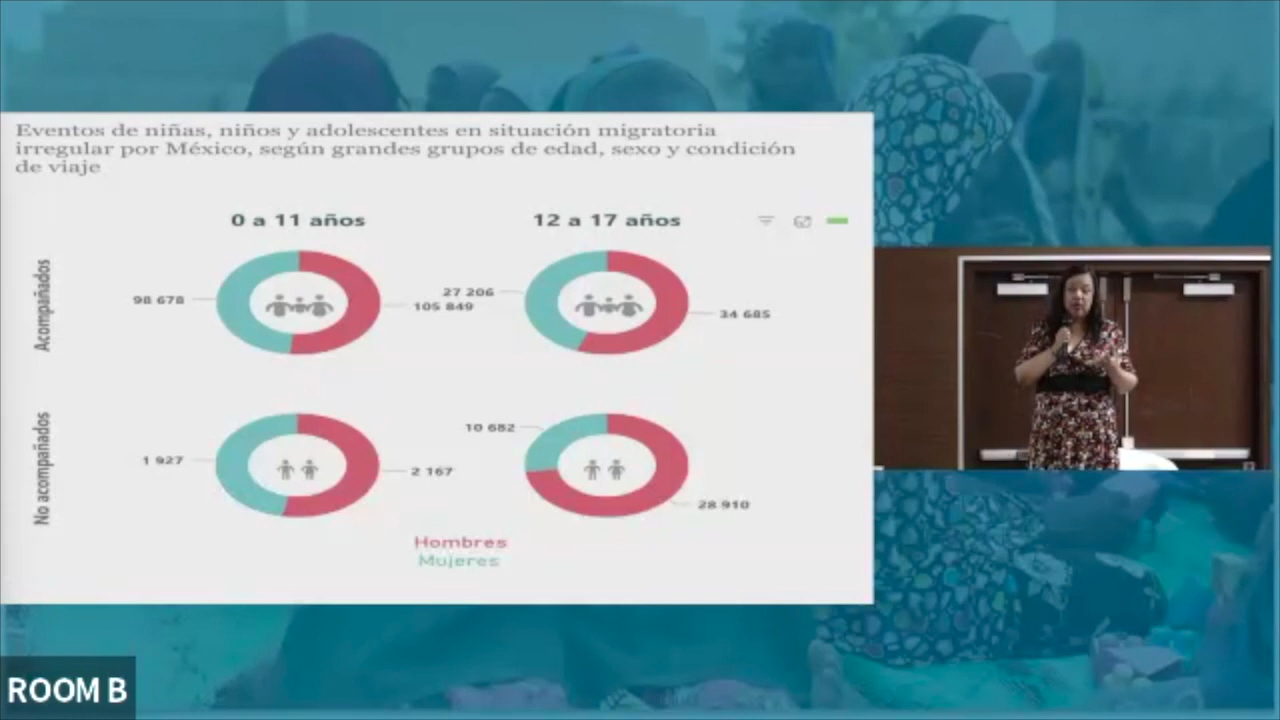 Eventos de niñas, niños y adolescentes en situación migratoria
irregular por México, según grandes grupos de edad, sexo y condición
de viaje
0 a 11 años
12 a 17 años
Acompañados
98 678
105 849
27 206
34 685
No acompañados
1 927
2 167
10 682
28 910
Hombres
Mujeres
ROOM B